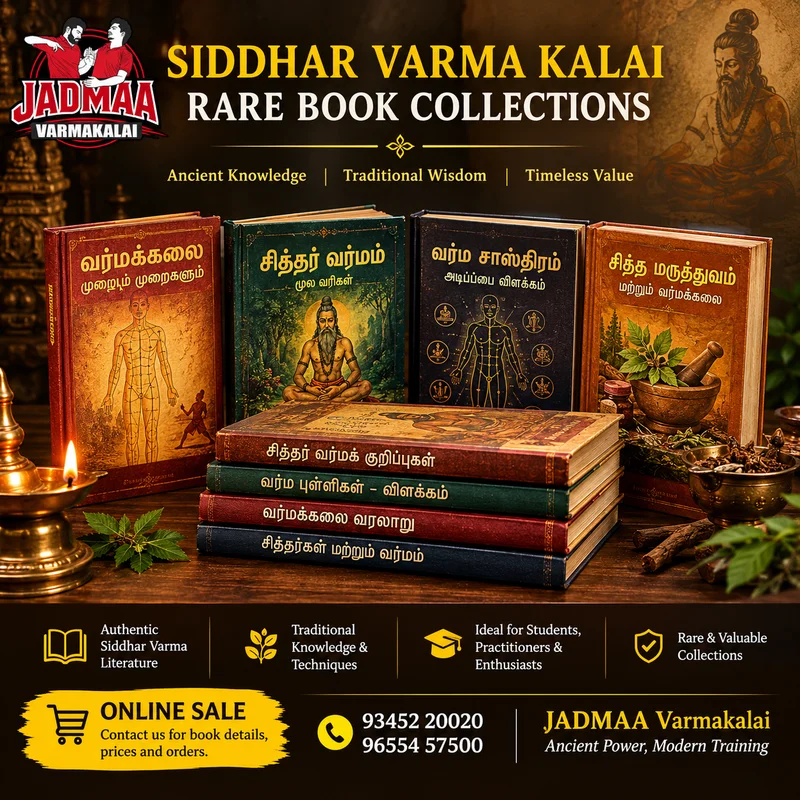 JADMAA
VARMAKALAI
SIDDHAR VARMA KALAI
RARE BOOK COLLECTIONS
Ancient Knowledge | Traditional Wisdom | Timeless Value
வர்மக்கலை
முழைடும் முறைகளும்
சித்தர் வர்மம்
மூல வரிகள்
வர்ம சாஸ்திரம்
அடிப்பபை விளக்கம்
சித்த மருத்துவம்
மற்றும் வர்மக்கலை
சித்தர் வர்மக் குறிப்புகள்
வர்ம புள்ளிகள் – விளக்கம்
வர்மக்கலை வரலாறு
சித்தர்கள் மற்றும் வர்மம்
Authentic
Siddhar Varma
Literature
Traditional
Knowledge &
Techniques
Ideal for Students,
Practitioners &
Enthusiasts
Rare & Valuable
Collections
ONLINE SALE
Contact us for book details,
prices and orders.
93452 20020
96554 57500
JADMAA Varmakalai
Ancient Power, Modern Training